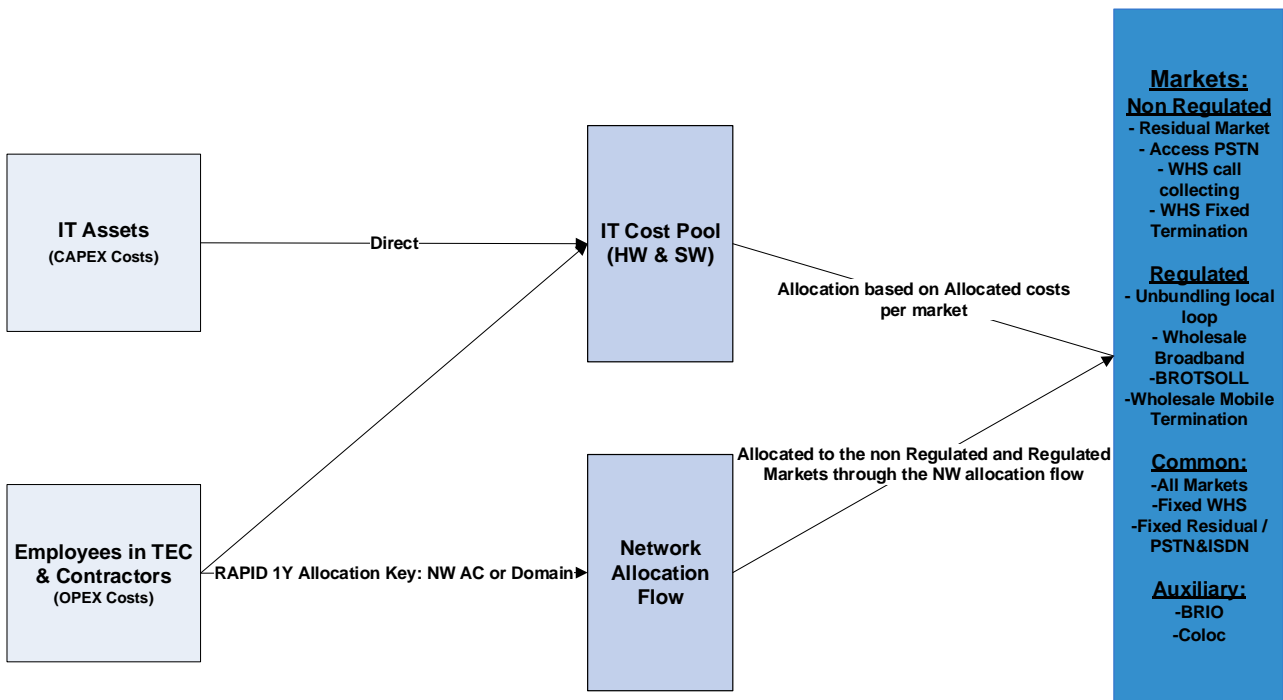 IT Assets
(CAPEX Costs)
Direct
IT Cost Pool
(HW & SW)
Allocation based on Allocated costs
per market
Employees in TEC
& Contractors
(OPEX Costs)
RAPID 1Y Allocation Key: NW AC or Domain
Network
Allocation
Flow
Allocated to the non Regulated and Regulated
Markets through the NW allocation flow
Markets:
Non Regulated
- Residual Market
- Access PSTN
- WHS call
collecting
- WHS Fixed
Termination
Regulated
- Unbundling local
loop
- Wholesale
Broadband
-BROTSOLL
-Wholesale Mobile
Termination
Common:
-All Markets
-Fixed WHS
-Fixed Residual /
PSTN&ISDN
Auxiliary:
-BRIO
-Coloc